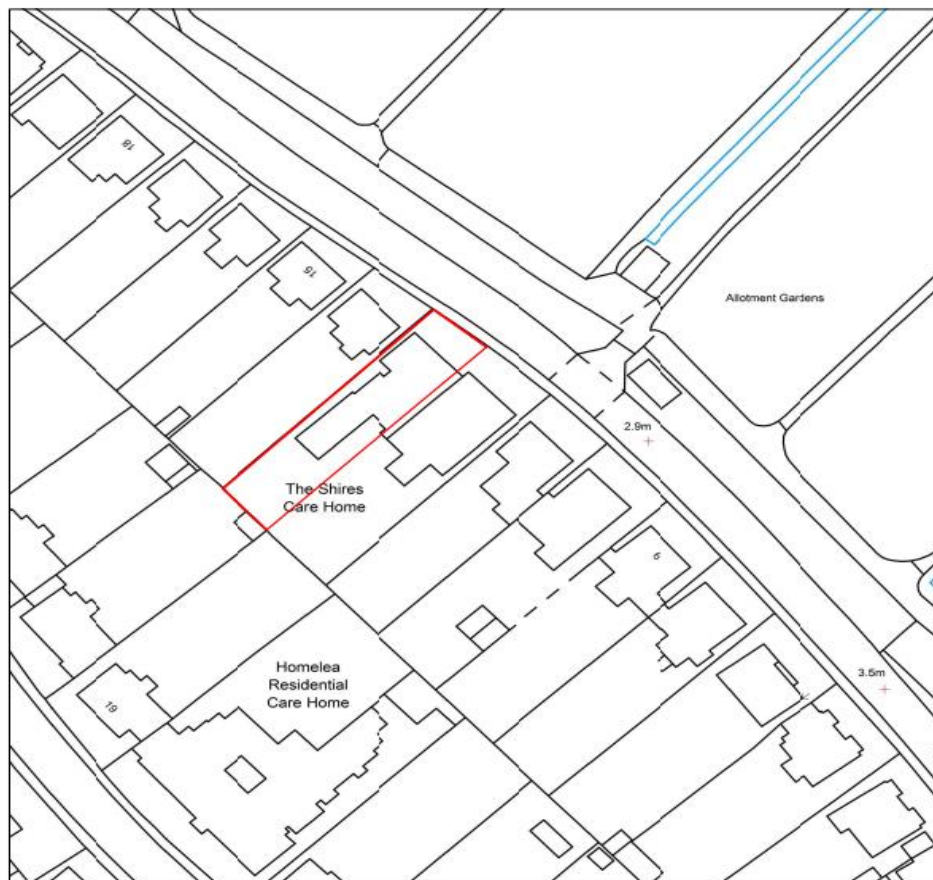 18
15
Allotment Gardens
2.9m
The Shires
Care Home
6
Homelea
Residential
Care Home
3.5m
19